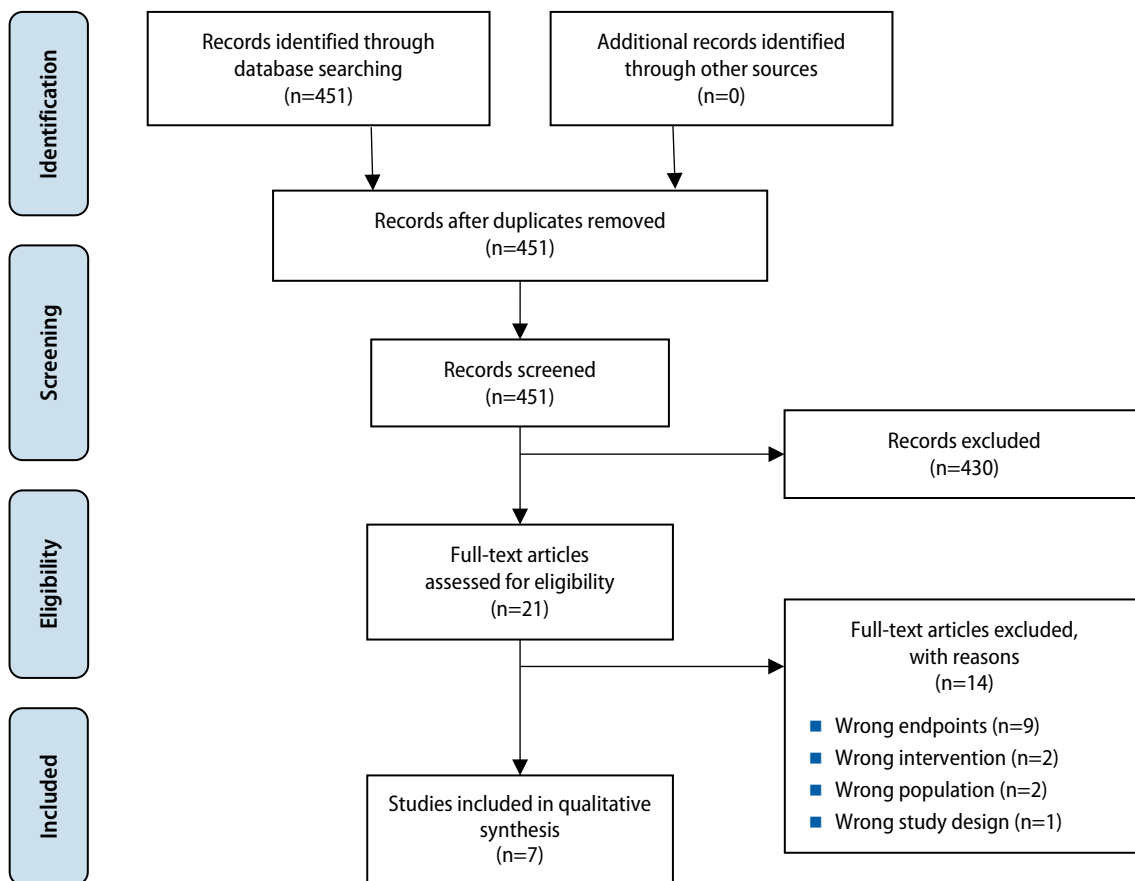 Identification
Records identified through
database searching
(n=451)
Additional records identified
through other sources
(n=0)
Records after duplicates removed
(n=451)
Screening
Records screened
(n=451)
Records excluded
(n=430)
Eligibility
Full-text articles
assessed for eligibility
(n=21)
Full-text articles excluded,
with reasons
(n=14)
■ Wrong endpoints (n=9)
■ Wrong intervention (n=2)
■ Wrong population (n=2)
■ Wrong study design (n=1)
Included
Studies included in qualitative
synthesis
(n=7)